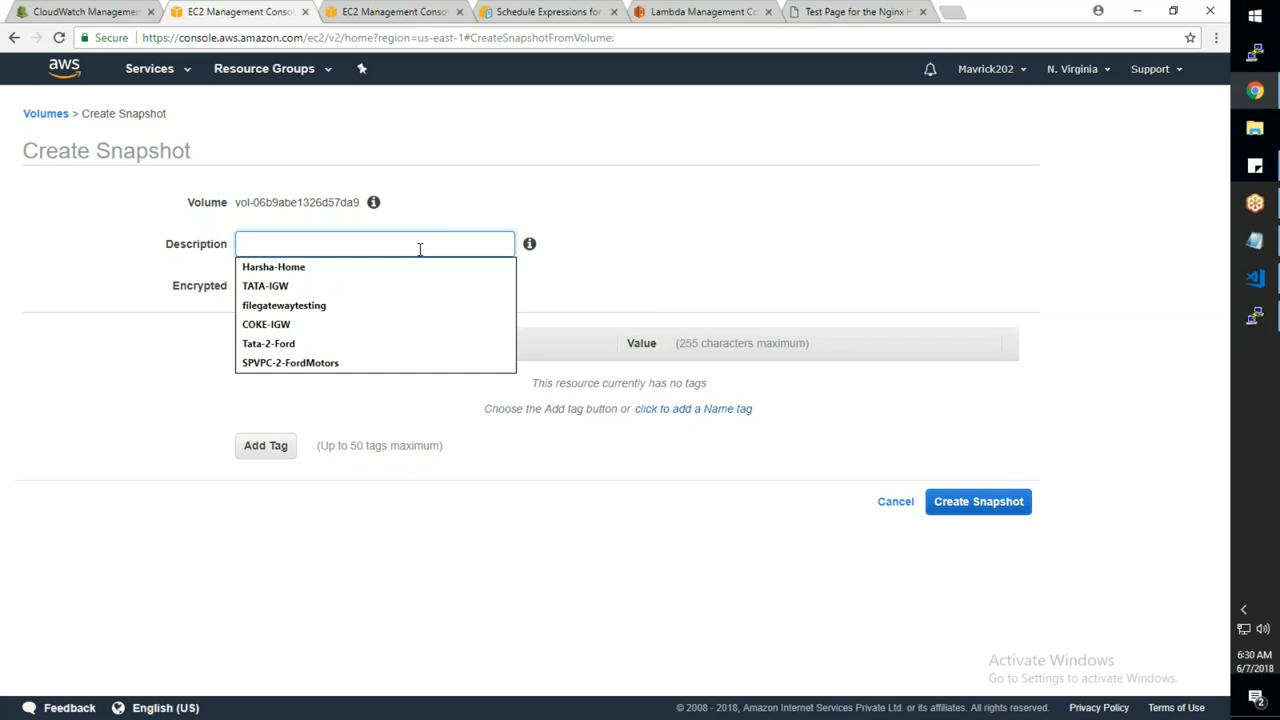 CloudWatch Managemen
EC2 Management Consol
EC2 Management Consol
Schedule Expressions for
Lambda Management Co
Test Page for the Nginx H
Secure
https://console.aws.amazon.com/ec2/v2/home?region=us-east-1#CreateSnapshotFromVolume:
aws
Services
Resource Groups
Mavrick202
N. Virginia
Support
Volumes > Create Snapshot
Create Snapshot
Volume vol-06b9abe1326d57da9
Description
Harsha-Home
Encrypted
TATA-IGW
filegatewaytesting
COKE-IGW
Tata-2-Ford
SPVPC-2-FordMotors
Value (255 characters maximum)
This resource currently has no tags
Choose the Add tag button or click to add a Name tag
Add Tag (Up to 50 tags maximum)
Cancel
Create Snapshot
Activate Windows
Go to Settings to activate Windows.
6:30 AM
6/7/2018
2
Feedback
English (US)
© 2008 - 2018, Amazon Internet Services Private Ltd. or its affiliates. All rights reserved.
Privacy Policy
Terms of Use